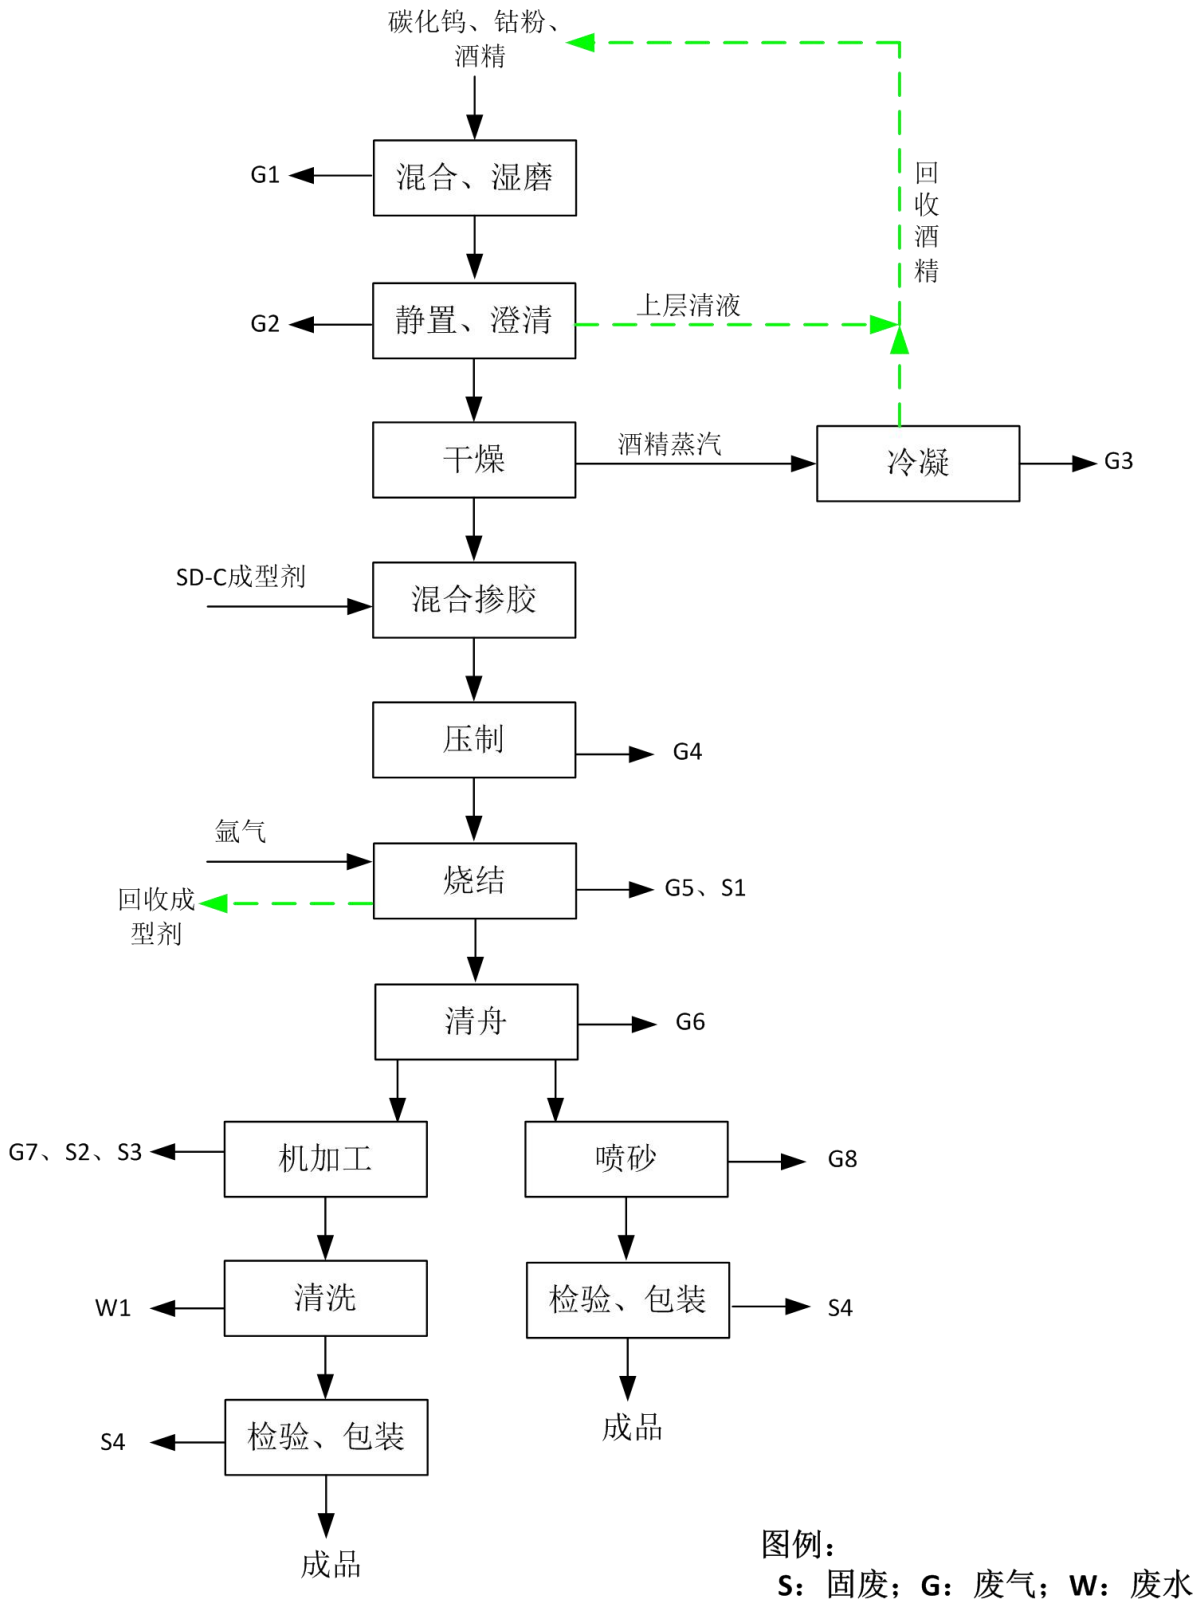 碳化钨、钴粉、
酒精
G1
混合、湿磨
回收酒精
G2
静置、澄清
上层清液
干燥
酒精蒸汽
冷凝
G3
SD-C成型剂
混合掺胶
压制
G4
氩气
烧结
G5、S1
回收成
型剂
清舟
G6
G7、S2、S3
机加工
喷砂
G8
W1
清洗
检验、包装
S4
S4
检验、包装
成品
成品
图例：
S：固废；G：废气；W：废水